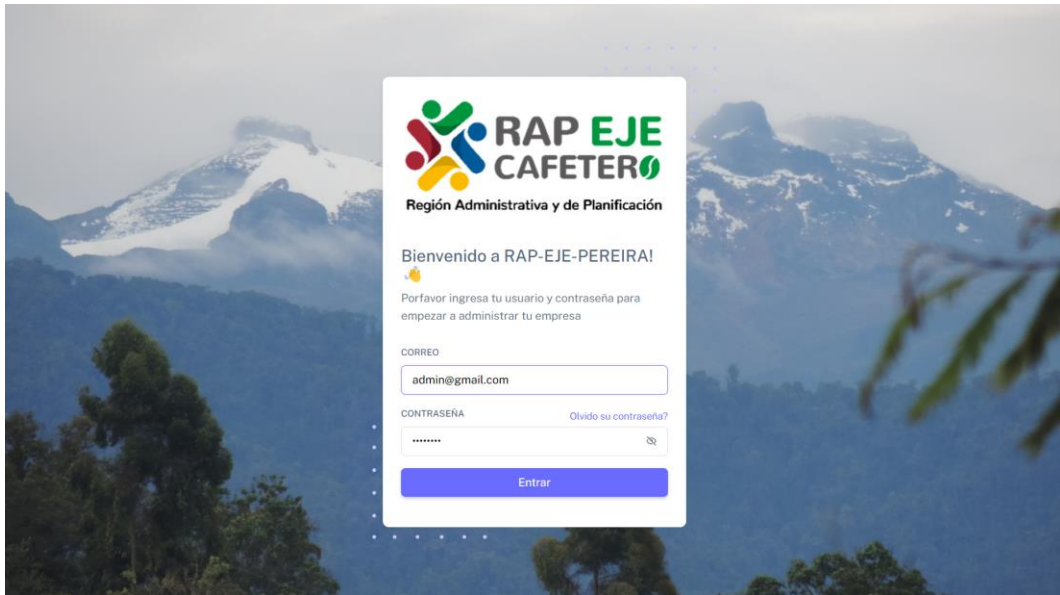 RAP EJE
CAFETERO
Región Administrativa y de Planificación
Bienvenido a RAP-EJE-PEREIRA!
👋
Porfavor ingresa tu usuario y contraseña para
empezar a administrar tu empresa
CORREO
admin@gmail.com
CONTRASEÑA Olvido su contraseña?
••••••••
Entrar